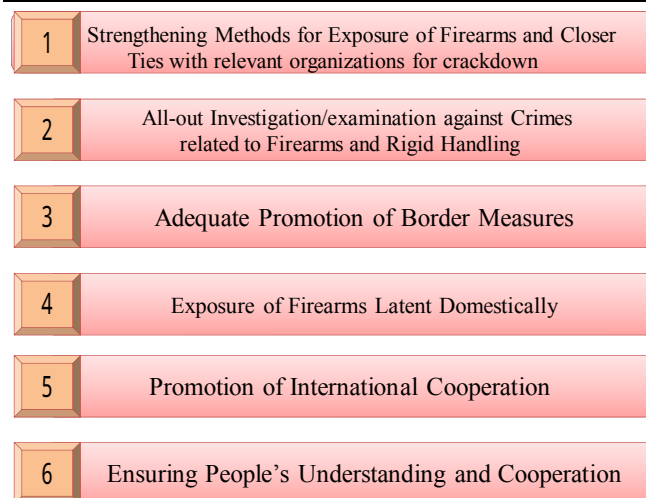 1
Strengthening Methods for Exposure of Firearms and Closer
Ties with relevant organizations for crackdown
2
All-out Investigation/examination against Crimes
related to Firearms and Rigid Handling
3
Adequate Promotion of Border Measures
4
Exposure of Firearms Latent Domestically
5
Promotion of International Cooperation
6
Ensuring People’s Understanding and Cooperation